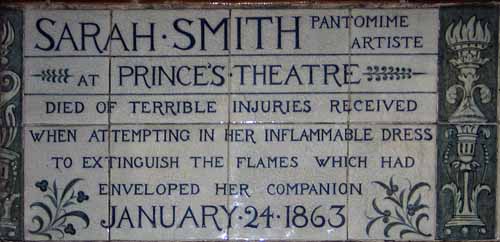 SARAH·SMITH PANTOMIME
ARTISTE
AT PRINCE'S·THEATRE
DIED OF TERRIBLE INJURIES RECEIVED
WHEN ATTEMPTING IN HER INFLAMMABLE DRESS
TO EXTINGUISH THE FLAMES WHICH HAD
ENVELOPED HER COMPANION
JANUARY·24·1863